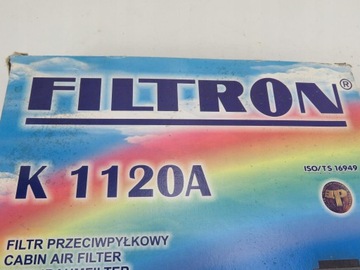 FILTRON®
K 1120A
ISO/TS 16949
FILTR PRZECIWPYŁKOWY
CABIN AIR FILTER